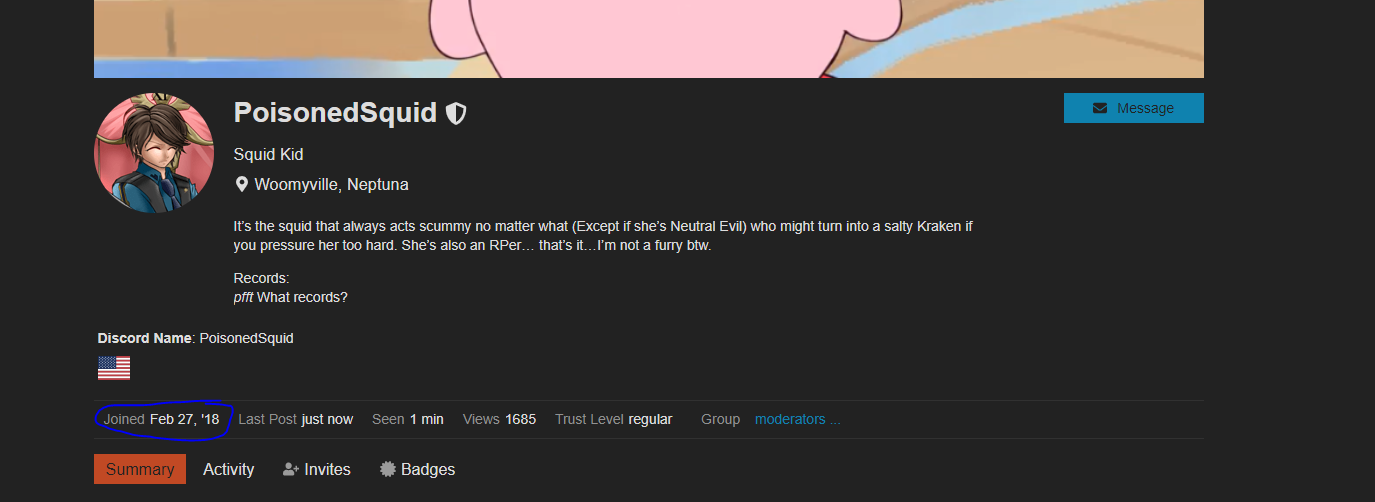 PoisonedSquid
Message
Squid Kid
Woomyville, Neptuna
It’s the squid that always acts scummy no matter what (Except if she’s Neutral Evil) who might turn into a salty Kraken if
you pressure her too hard. She’s also an RPer… that’s it…I’m not a furry btw.
Records:
pfft What records?
Discord Name: PoisonedSquid
Joined Feb 27, '18 Last Post just now Seen 1 min Views 1685 Trust Level regular Group moderators ...
Summary Activity Invites Badges